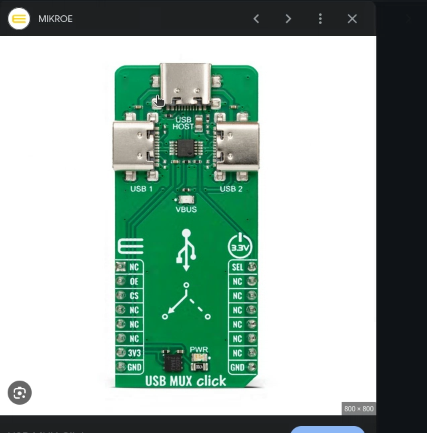 MIKROE
USB
HOST
USB 1
USB 2
VBUS
3.3V
NC
OE
CS
NC
NC
NC
3V3
GND
SEL
NC
NC
NC
NC
NC
NC
GND
PWR
USB MUX click
800 × 800